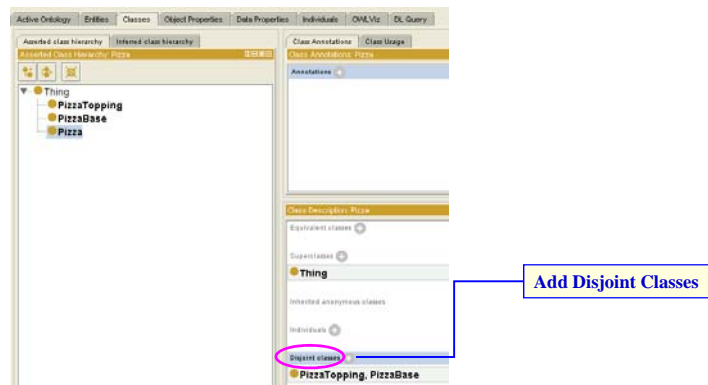 Active Ontology Entities Classes Object Properties Data Properties Individuals OWLViz DL Query
Asserted class hierarchy Inferred class hierarchy
Asserted Class Hierarchy: Pizza
Thing
PizzaTopping
PizzaBase
Pizza
Class Annotations Class Usage
Class Annotations: Pizza
Annotations
Class Description: Pizza
Equivalent classes
Superclasses
Thing
Inherited anonymous classes
Individuals
Disjoint classes
PizzaTopping, PizzaBase
Add Disjoint Classes